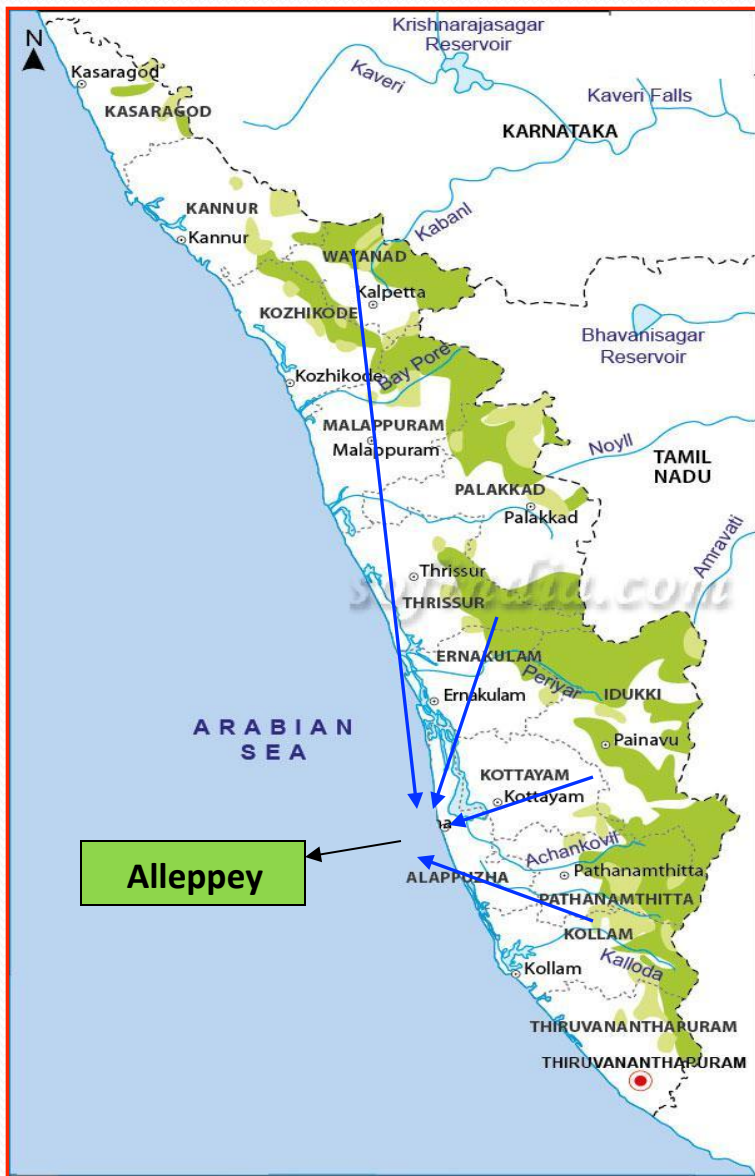 N
Krishnarajasagar
Reservoir
Kasaragod
Kaveri
KASARAGOD
Kaveri Falls
KARNATAKA
KANNUR
Kannur
Kabani
WAYANAD
Kalpetta
KOZHIKODE
Bhavanisagar
Reservoir
Kozhikode
Bay Pore
MALAPPURAM
Malappuram
Noyll
TAMIL
NADU
PALAKKAD
Palakkad
Amravati
Thrissur
THRISSUR
ERNAKULAM
Periyar
IDUKKI
Ernakulam
ARABIAN
SEA
Painavu
KOTTAYAM
Kottayam
na
Achankovil
Alleppey
ALAPPUZHA
Pathanamthitta
PATHANAMTHITTA
KOLLAM
Kalloda
Kollam
THIRUVANANTHAPURAM
THIRUVANANTHAPURAM